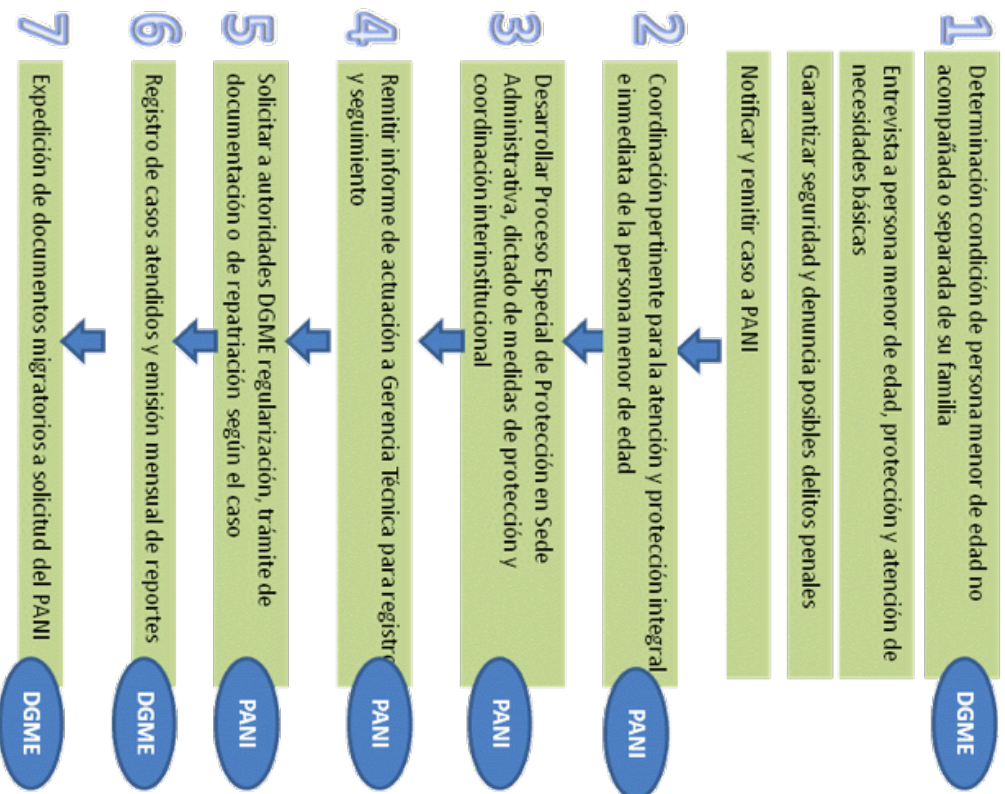 1
Determinación condición de persona menor de edad no
acompañada o separada de su familia
DGME
Entrevista a persona menor de edad, protección y atención de
necesidades básicas
Garantizar seguridad y denuncia posibles delitos penales
Notificar y remitir caso a PANI
2
Coordinación pertinente para la atención y protección integral
e inmediata de la persona menor de edad
PANI
3
Desarrollar Proceso Especial de Protección en Sede
Administrativa, dictado de medidas de protección y
coordinación interinstitucional
PANI
4
Remitir informe de actuación a Gerencia Técnica para registro
y seguimiento
PANI
5
Solicitar a autoridades DGME regularización, trámite de
documentación o de repatriación según el caso
PANI
6
Registro de casos atendidos y emisión mensual de reportes
DGME
7
Expedición de documentos migratorios a solicitud del PANI
DGME